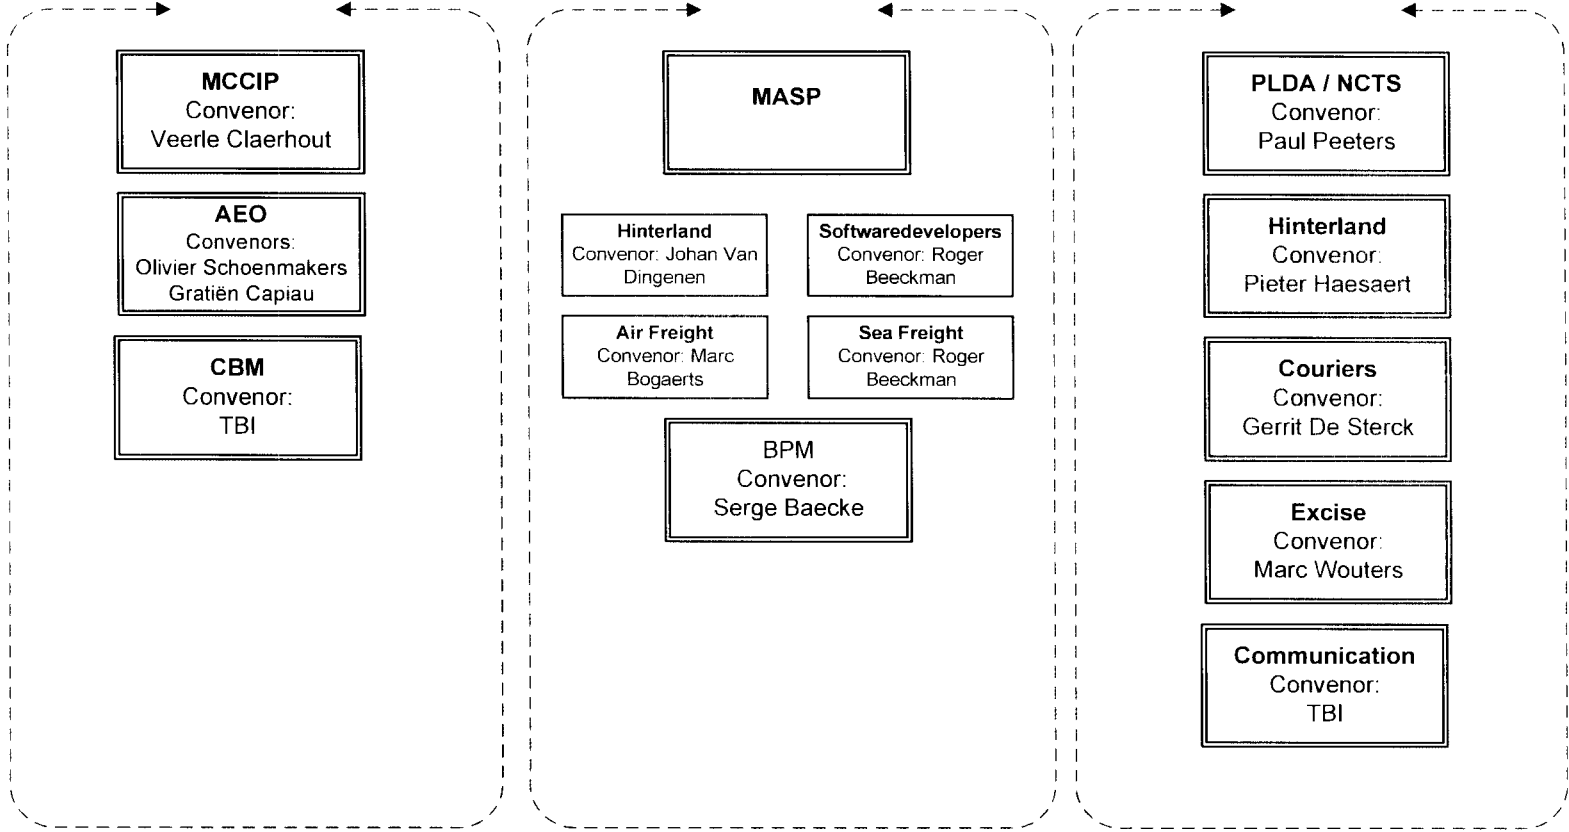 MCCIP
Convenor:
Veerle Claerhout
AEO
Convenors:
Olivier Schoenmakers
Gratiën Capiau
CBM
Convenor:
TBI
MASP
Hinterland
Convenor: Johan Van
Dingenen
Softwaredevelopers
Convenor: Roger
Beeckman
Air Freight
Convenor: Marc
Bogaerts
Sea Freight
Convenor: Roger
Beeckman
BPM
Convenor:
Serge Baecke
PLDA / NCTS
Convenor:
Paul Peeters
Hinterland
Convenor:
Pieter Haesaert
Couriers
Convenor:
Gerrit De Sterck
Excise
Convenor:
Marc Wouters
Communication
Convenor:
TBI